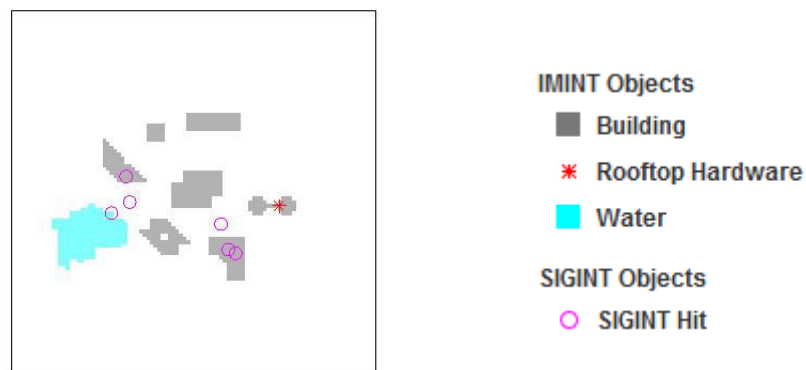 IMINT Objects
Building
Rooftop Hardware
Water
SIGINT Objects
SIGINT Hit